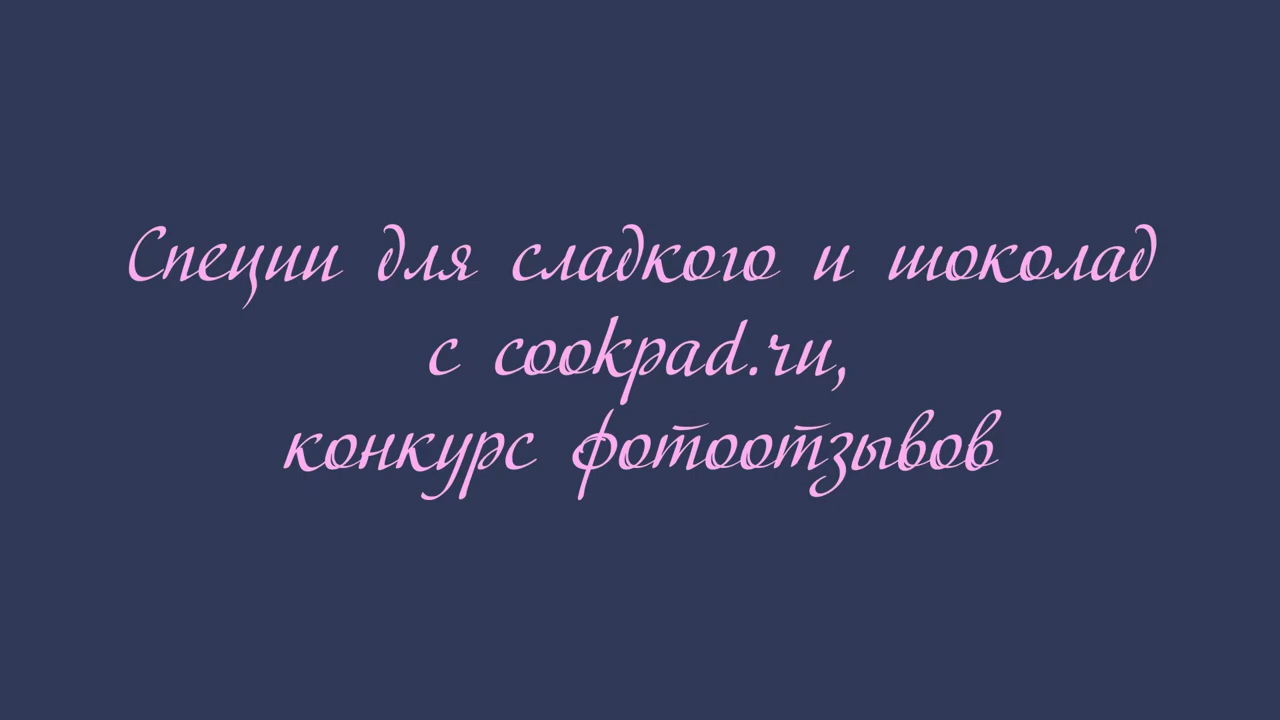 Специи для сладкого и шоколад
с cookpad.ru,
конкурс фотоотзывов